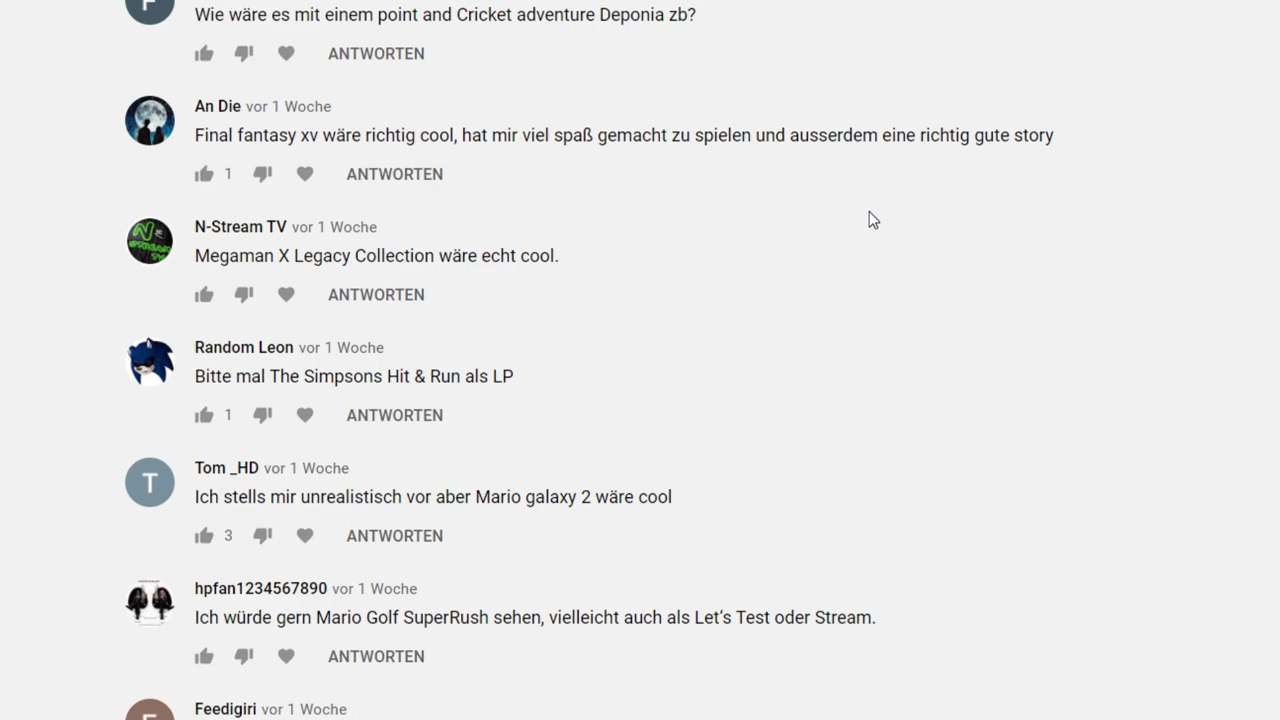 Wie wäre es mit einem point and Cricket adventure Deponia zb?
ANTWORTEN
An Die vor 1 Woche
Final fantasy xv wäre richtig cool, hat mir viel spaß gemacht zu spielen und ausserdem eine richtig gute story
1 ANTWORTEN
N-Stream TV vor 1 Woche
Megaman X Legacy Collection wäre echt cool.
ANTWORTEN
Random Leon vor 1 Woche
Bitte mal The Simpsons Hit & Run als LP
1 ANTWORTEN
T
Tom _HD vor 1 Woche
Ich stells mir unrealistisch vor aber Mario galaxy 2 wäre cool
3 ANTWORTEN
hpfan1234567890 vor 1 Woche
Ich würde gern Mario Golf SuperRush sehen, vielleicht auch als Let‘s Test oder Stream.
ANTWORTEN
Feedigiri vor 1 Woche